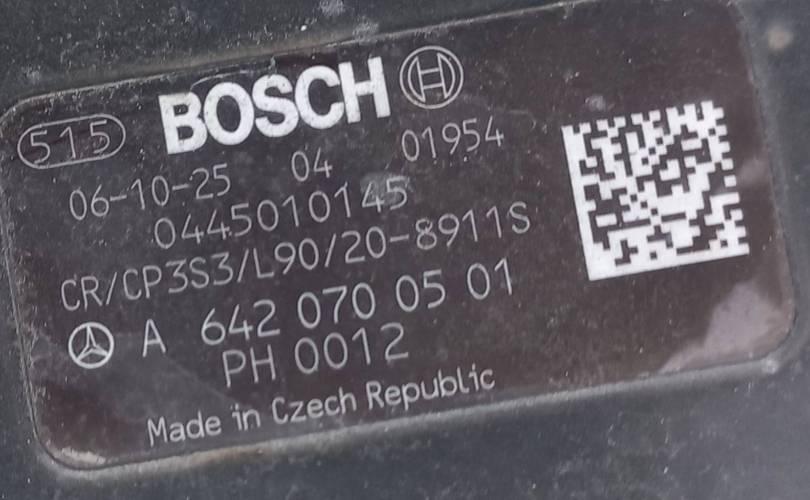 515 BOSCH
06-10-25 04 01954
0445010145
CR/CP3S3/L90/20-8911S
A 642 070 05 01
PH 0012
Made in Czech Republic